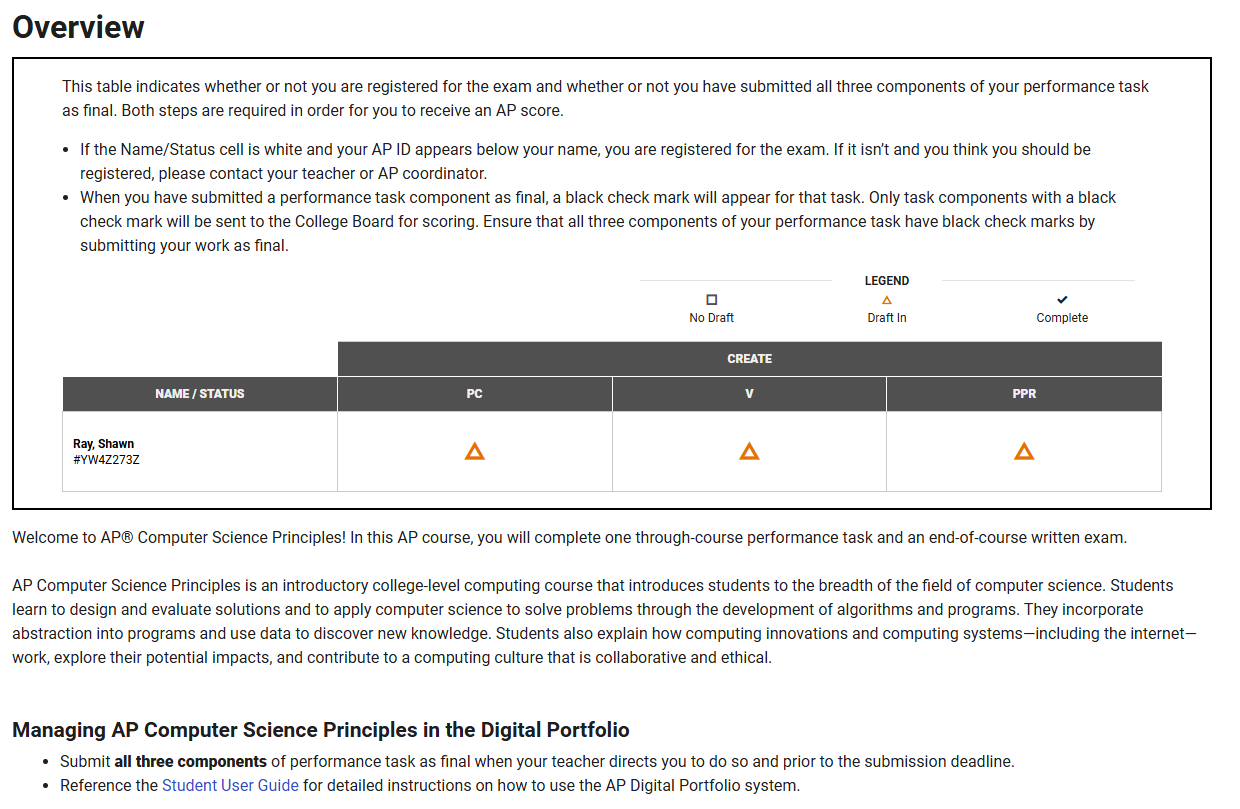 Overview
This table indicates whether or not you are registered for the exam and whether or not you have submitted all three components of your performance task
as final. Both steps are required in order for you to receive an AP score.
• If the Name/Status cell is white and your AP ID appears below your name, you are registered for the exam. If it isn’t and you think you should be
registered, please contact your teacher or AP coordinator.
• When you have submitted a performance task component as final, a black check mark will appear for that task. Only task components with a black
check mark will be sent to the College Board for scoring. Ensure that all three components of your performance task have black check marks by
submitting your work as final.
LEGEND
No Draft Draft In Complete
CREATE
NAME / STATUS PC V PPR
Ray, Shawn
#YW4Z273Z
Welcome to AP® Computer Science Principles! In this AP course, you will complete one through-course performance task and an end-of-course written exam.
AP Computer Science Principles is an introductory college-level computing course that introduces students to the breadth of the field of computer science. Students
learn to design and evaluate solutions and to apply computer science to solve problems through the development of algorithms and programs. They incorporate
abstraction into programs and use data to discover new knowledge. Students also explain how computing innovations and computing systems—including the internet—
work, explore their potential impacts, and contribute to a computing culture that is collaborative and ethical.
Managing AP Computer Science Principles in the Digital Portfolio
• Submit all three components of performance task as final when your teacher directs you to do so and prior to the submission deadline.
• Reference the Student User Guide for detailed instructions on how to use the AP Digital Portfolio system.